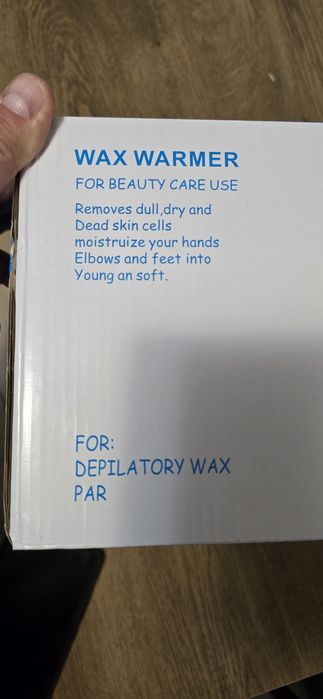 WAX WARMER
FOR BEAUTY CARE USE
Removes dull,dry and
Dead skin cells
moistruize your hands
Elbows and feet into
Young an soft.
FOR:
DEPILATORY WAX
PAR